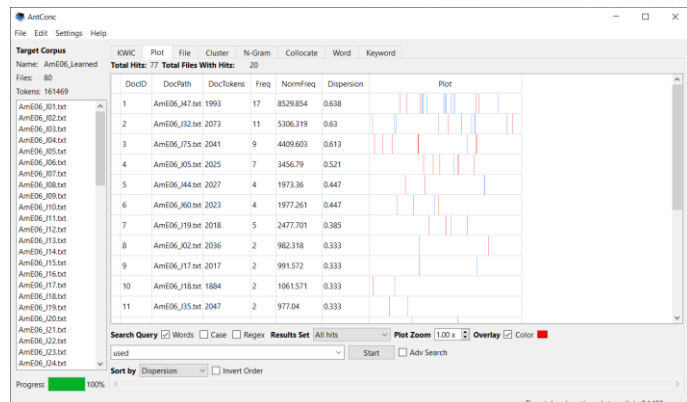 AntConc
File Edit Settings Help
Target Corpus
Name: AmE06_Learned
Files: 80
Tokens: 161469
AmE06_J01.txt
AmE06_J02.txt
AmE06_J03.txt
AmE06_J04.txt
AmE06_J05.txt
AmE06_J06.txt
AmE06_J07.txt
AmE06_J08.txt
AmE06_J09.txt
AmE06_J10.txt
AmE06_J11.txt
AmE06_J12.txt
AmE06_J13.txt
AmE06_J14.txt
AmE06_J15.txt
AmE06_J16.txt
AmE06_J17.txt
AmE06_J18.txt
AmE06_J19.txt
AmE06_J20.txt
AmE06_J21.txt
AmE06_J22.txt
AmE06_J23.txt
AmE06_J24.txt
Progress 100%
KWIC Plot File Cluster N-Gram Collocate Word Keyword
Total Hits: 77 Total Files With Hits: 20
DocID DocPath DocTokens Freq NormFreq Dispersion Plot
1 AmE06_J47.txt 1993 17 8529.854 0.638
2 AmE06_J32.txt 2073 11 5306.319 0.63
3 AmE06_J75.txt 2041 9 4409.603 0.613
4 AmE06_J05.txt 2025 7 3456.79 0.521
5 AmE06_J44.txt 2027 4 1973.36 0.447
6 AmE06_J60.txt 2023 4 1977.261 0.447
7 AmE06_J19.txt 2018 5 2477.701 0.385
8 AmE06_J02.txt 2036 2 982.318 0.333
9 AmE06_J17.txt 2017 2 991.572 0.333
10 AmE06_J18.txt 1884 2 1061.571 0.333
11 AmE06_J35.txt 2047 2 977.04 0.333
Search Query Words Case Regex Results Set All hits Plot Zoom 1.00 x Overlay Color
used Start Adv Search
Sort by Dispersion Invert Order